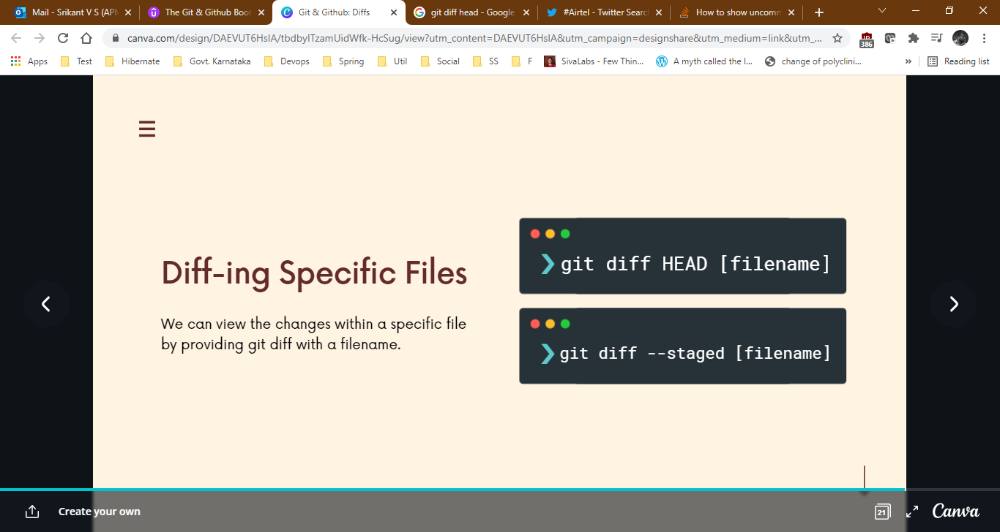 Mail - Srikant V S (APM
The Git & Github Boot
Git & Github: Diffs
git diff head - Google
#Airtel - Twitter Searc
How to show uncomm
canva.com/design/DAEVUT6HsIA/tbdbyITzamUidWfk-HcSug/view?utm_content=DAEVUT6HsIA&utm_campaign=designshare&utm_medium=link&utm_...
386
Apps
Test
Hibernate
Govt. Karnataka
Devops
Spring
Util
Social
SS
F
SivaLabs - Few Thin...
A myth called the I...
change of polyclini...
»
Reading list
Diff-ing Specific Files
We can view the changes within a specific file
by providing git diff with a filename.
❯git diff HEAD [filename]
❯git diff --staged [filename]
Create your own
21
Canva